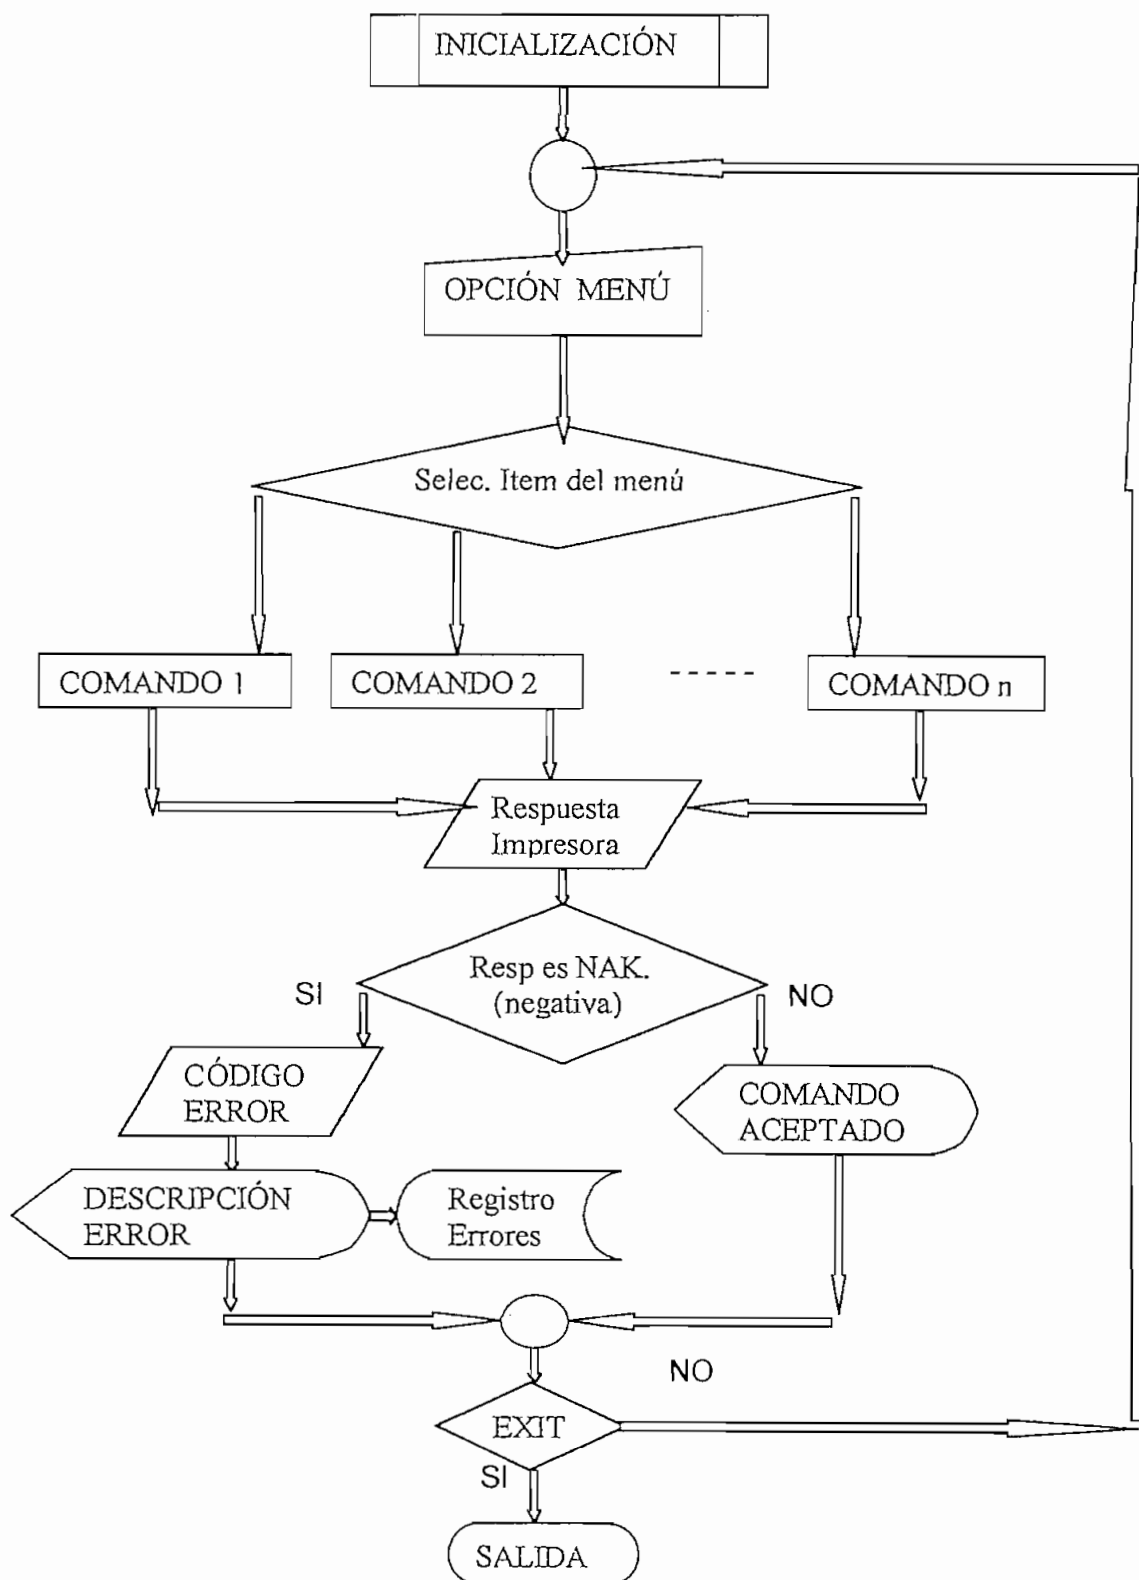 INICIALIZACIÓN
OPCIÓN MENÚ
Selec. Item del menú
COMANDO 1
COMANDO 2
-----
COMANDO n
Respuesta
Impresora
Resp es NAK.
(negativa)
SI
NO
CÓDIGO
ERROR
COMANDO
ACEPTADO
DESCRIPCIÓN
ERROR
Registro
Errores
NO
EXIT
SI
SALIDA